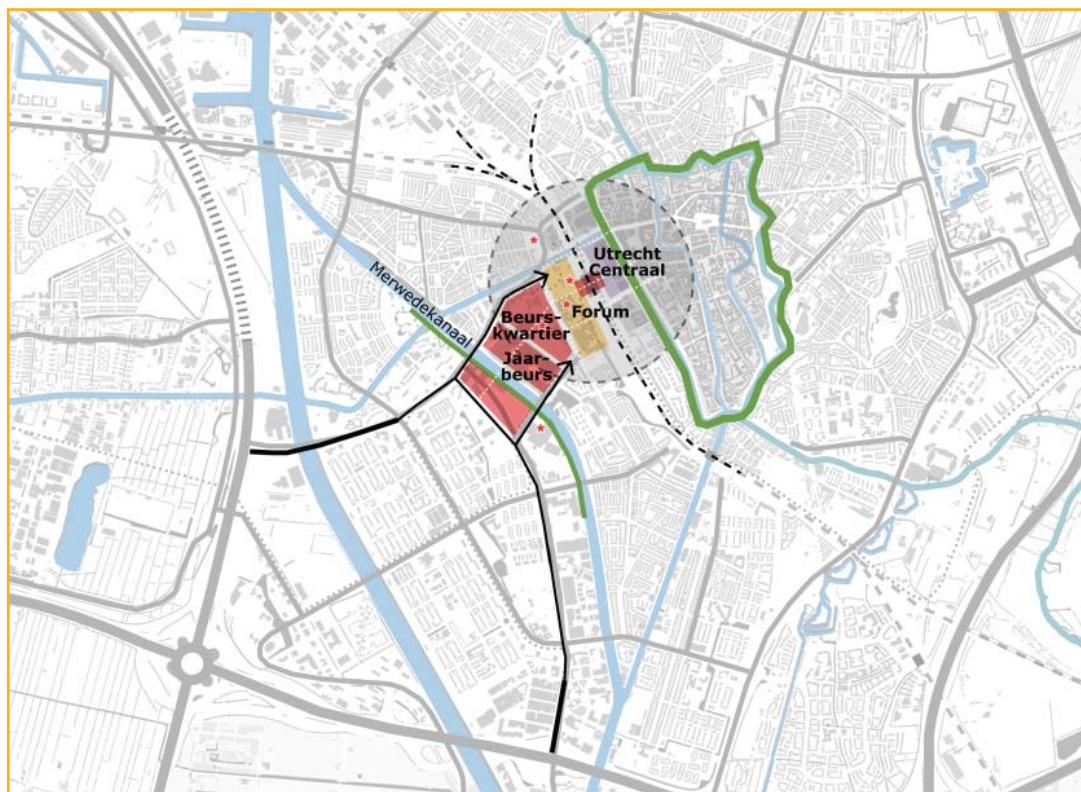 Utrecht
Centraal
Merwedekanaal
Beurs-
kwartier
Forum
Jaar-
beurs